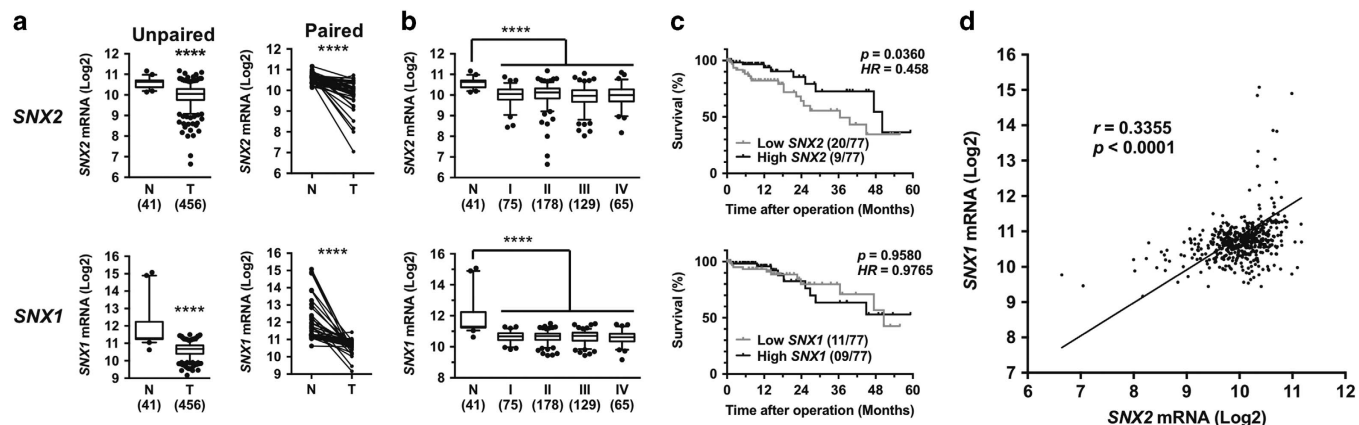 a
Unpaired
Paired
SNX2
SNX2 mRNA (Log2)
12
11
10
9
8
7
6
****
N
T
(41)
(456)
SNX2 mRNA (Log2)
12
11
10
9
8
7
6
****
N
T
SNX1
SNX1 mRNA (Log2)
16
15
14
13
12
11
10
9
****
N
T
(41)
(456)
SNX1 mRNA (Log2)
16
15
14
13
12
11
10
9
****
N
T
b
****
SNX2 mRNA (Log2)
12
11
10
9
8
7
6
N
I
II
III
IV
(41)
(75)
(178)
(129)
(65)
****
SNX1 mRNA (Log2)
16
15
14
13
12
11
10
9
8
N
I
II
III
IV
(41)
(75)
(178)
(129)
(65)
c
p = 0.0360
HR = 0.458
Survival (%)
100
50
0
Low SNX2 (20/77)
High SNX2 (9/77)
0 12 24 36 48 60
Time after operation (Months)
p = 0.9580
HR = 0.9765
Survival (%)
100
50
0
Low SNX1 (11/77)
High SNX1 (09/77)
0 12 24 36 48 60
Time after operation (Months)
d
r = 0.3355
p < 0.0001
SNX1 mRNA (Log2)
16
15
14
13
12
11
10
9
8
7
6 7 8 9 10 11 12
SNX2 mRNA (Log2)